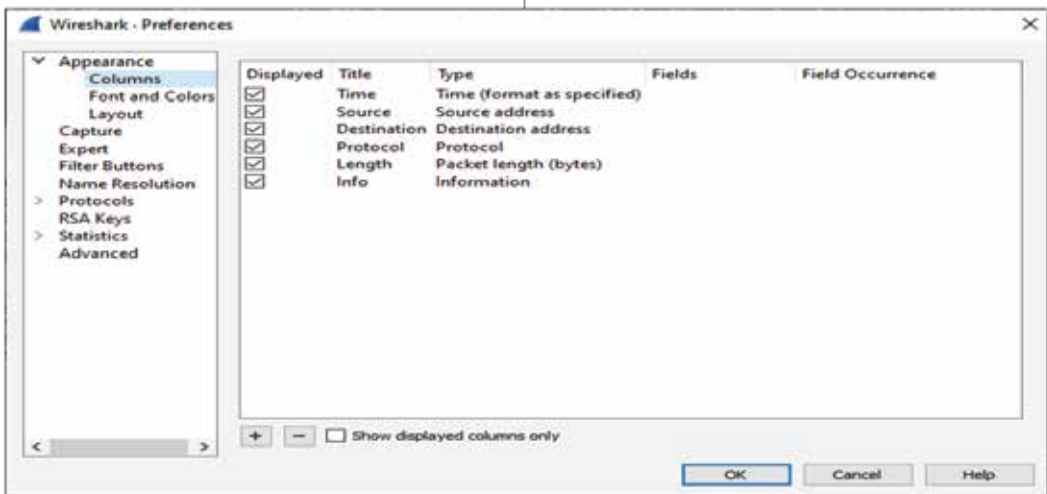 Wireshark · Preferences
Appearance
Columns
Font and Colors
Layout
Capture
Expert
Filter Buttons
Name Resolution
Protocols
RSA Keys
Statistics
Advanced
Displayed Title Type Fields Field Occurrence
Time Time (format as specified)
Source Source address
Destination Destination address
Protocol Protocol
Length Packet length (bytes)
Info Information
+ − Show displayed columns only
OK Cancel Help